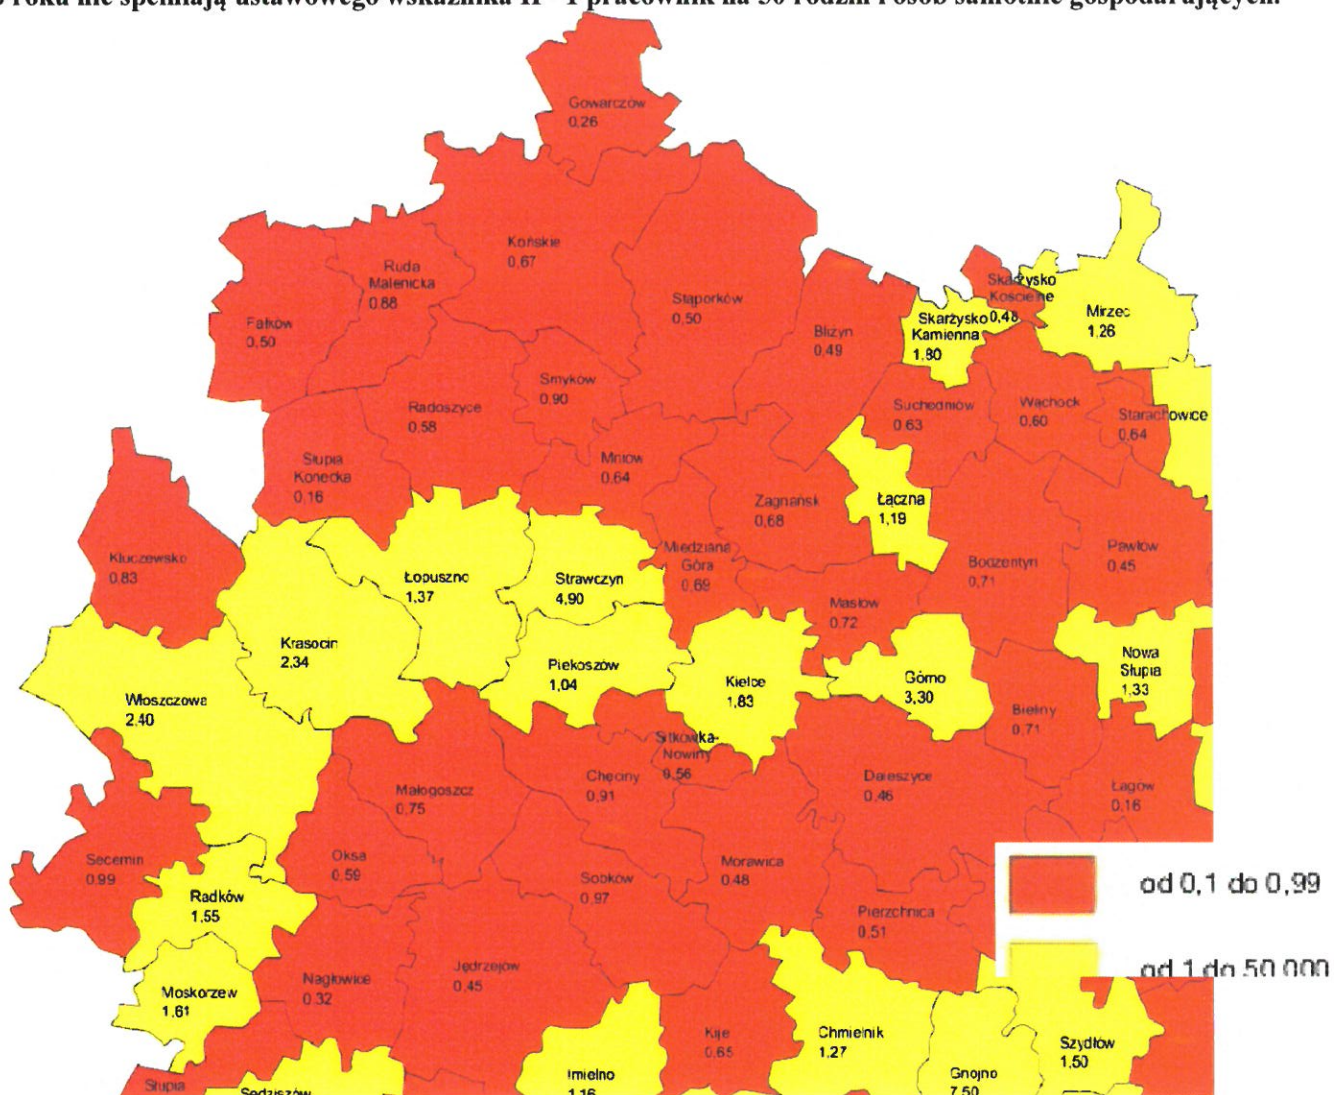 roku nie spełniają ustawowego wskaźnika II - 1 pracownik na 50 rodzin i osób samotnie gospodarujących.
Gowarczów
0,26
Końskie
0,67
Ruda
Malenicka
0,88
Fałków
0,50
Stąporków
0,50
Bliżyn
0,49
Skarżysko
Kościelne
0,48
Skarżysko
Kamienna
1,80
Mirzec
1,26
Smyków
0,90
Radoszyce
0,58
Suchedniów
0,63
Wąchock
0,60
Starachowice
0,64
Słupia
Konecka
0,16
Mniów
0,64
Zagnańsk
0,68
Łączna
1,19
Kluczewsko
0,83
Łopuszno
1,37
Strawczyn
4,90
Miedziana
Góra
0,69
Bodzentyn
0,71
Pawłów
0,45
Masłów
0,72
Krasocin
2,34
Piekoszów
1,04
Kielce
1,83
Górno
3,30
Nowa
Słupia
1,33
Włoszczowa
2,40
Bieliny
0,71
Sitkówka-
Nowiny
0,56
Chęciny
0,91
Daleszyce
0,46
Łagów
0,16
Małogoszcz
0,75
Secemin
0,99
Oksa
0,59
Sobków
0,97
Morawica
0,48
od 0,1 do 0,99
Radków
1,55
Pierzchnica
0,51
od 1 do 50 000
Moskorzew
1,61
Nagłowice
0,32
Jędrzejów
0,45
Kije
0,65
Chmielnik
1,27
Szydłów
1,50
Słupia
Sędziszów
Imielno
1,16
Gnojno
7,50